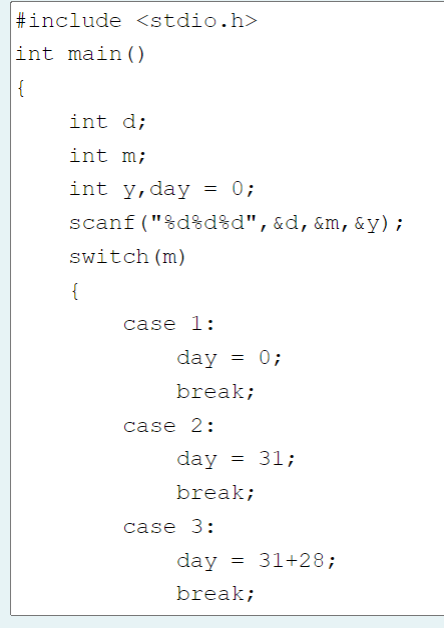 #include <stdio.h>
int main()
{
    int d;
    int m;
    int y,day = 0;
    scanf("%d%d%d",&d,&m,&y);
    switch(m)
    {
        case 1:
            day = 0;
            break;
        case 2:
            day = 31;
            break;
        case 3:
            day = 31+28;
            break;